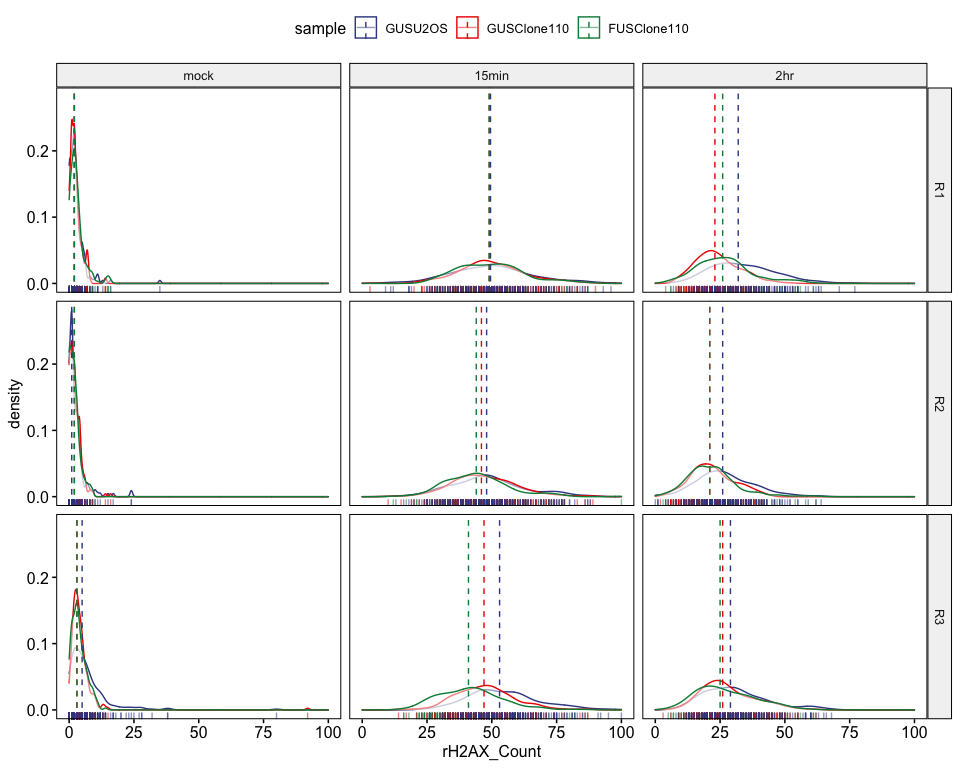 sample GUSU2OS GUSClone110 FUSClone110
mock 15min 2hr
0.2
0.1
0.0
R1
0.2
0.1
0.0
R2
density
0.2
0.1
0.0
R3
0 25 50 75 100 0 25 50 75 100 0 25 50 75 100
rH2AX_Count